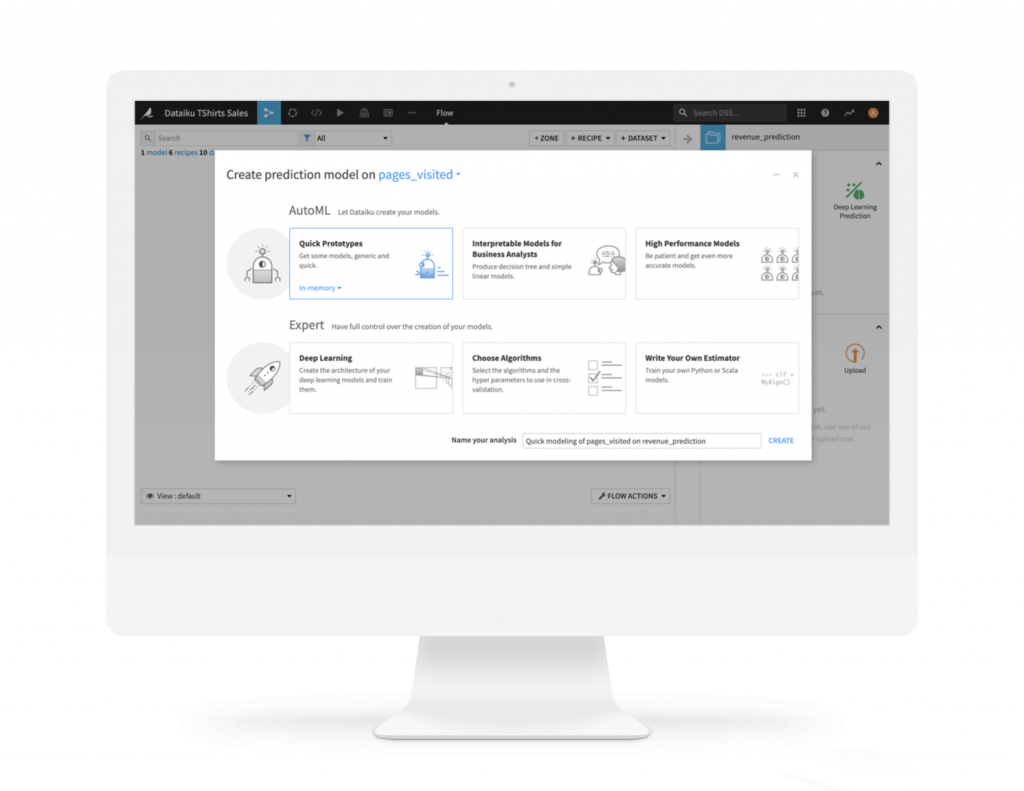 Dataiku TShirts Sales
Flow
Search DSS...
Search
All
+ ZONE
+ RECIPE
+ DATASET
revenue_prediction
1 model 6 recipes 10
Create prediction model on pages_visited
AutoML Let Dataiku create your models.
Quick Prototypes
Get some models, generic and
quick.
In-memory
Interpretable Models for
Business Analysts
Produce decision tree and simple
linear models.
High Performance Models
Be patient and get even more
accurate models.
Deep Learning
Prediction
yet.
Expert Have full control over the creation of your models.
Deep Learning
Create the architecture of your
deep learning models and train
them.
Choose Algorithms
Select the algorithms and the
hyper parameters to use in cross-
validation.
Write Your Own Estimator
Train your own Python or Scala
models.
>>> clf =
MyAlgo()
Upload
yet.
use one of our
upload one.
Name your analysis
Quick modeling of pages_visited on revenue_prediction
CREATE
View : default
FLOW ACTIONS